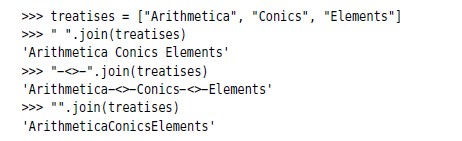 >>> treatises = ["Arithmetica", "Conics", "Elements"]
>>> " ".join(treatises)
'Arithmetica Conics Elements'
>>> "-<>-".join(treatises)
'Arithmetica-<>-Conics-<>-Elements'
>>> "".join(treatises)
'ArithmeticaConicsElements'